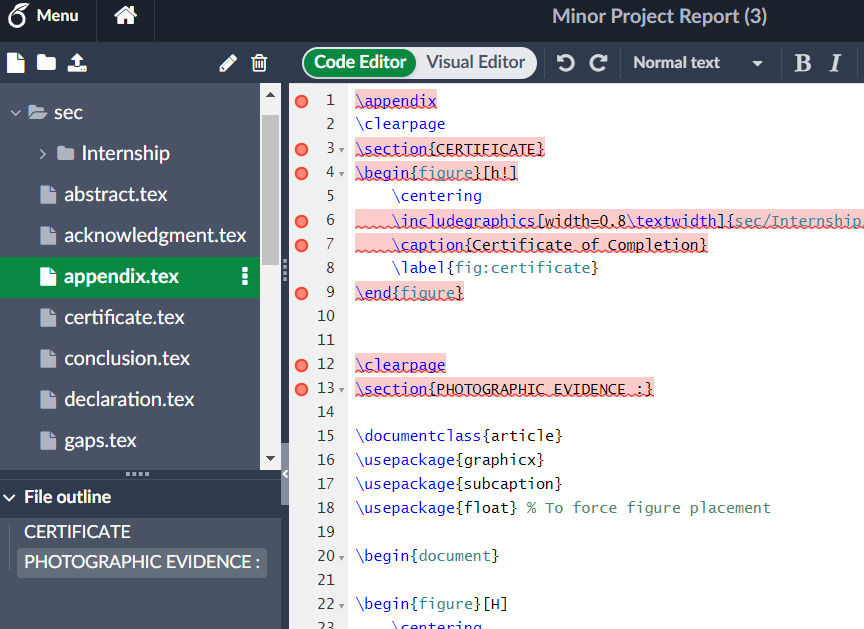 Menu
Minor Project Report (3)
Code Editor Visual Editor
Normal text
B I
sec
Internship
abstract.tex
acknowledgment.tex
appendix.tex
certificate.tex
conclusion.tex
declaration.tex
gaps.tex
File outline
CERTIFICATE
PHOTOGRAPHIC EVIDENCE :
1 \appendix
2 \clearpage
3 \section{CERTIFICATE}
4 \begin{figure}[h!]
5 \centering
6 \includegraphics[width=0.8\textwidth]{sec/Internship
7 \caption{Certificate of Completion}
8 \label{fig:certificate}
9 \end{figure}
10
11
12 \clearpage
13 \section{PHOTOGRAPHIC EVIDENCE :}
14
15 \documentclass{article}
16 \usepackage{graphicx}
17 \usepackage{subcaption}
18 \usepackage{float} % To force figure placement
19
20 \begin{document}
21
22 \begin{figure}[H]
23 \centering